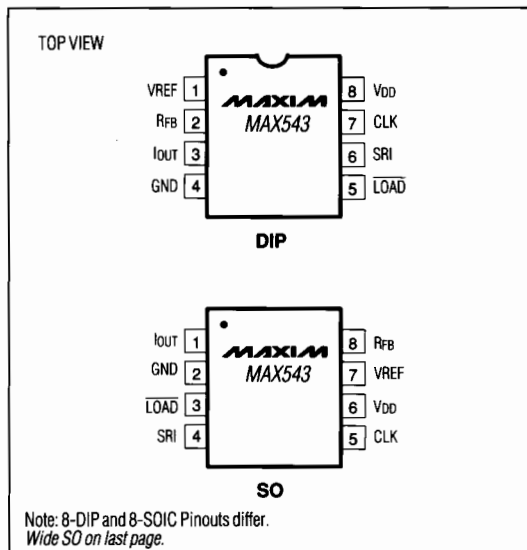 TOP VIEW
VREF 1 MAXIM 8 VDD
RFB 2 MAX543 7 CLK
IOUT 3 6 SRI
GND 4 5 LOAD
DIP
IOUT 1 MAXIM 8 RFB
GND 2 MAX543 7 VREF
LOAD 3 6 VDD
SRI 4 5 CLK
SO
Note: 8-DIP and 8-SOIC Pinouts differ.
Wide SO on last page.